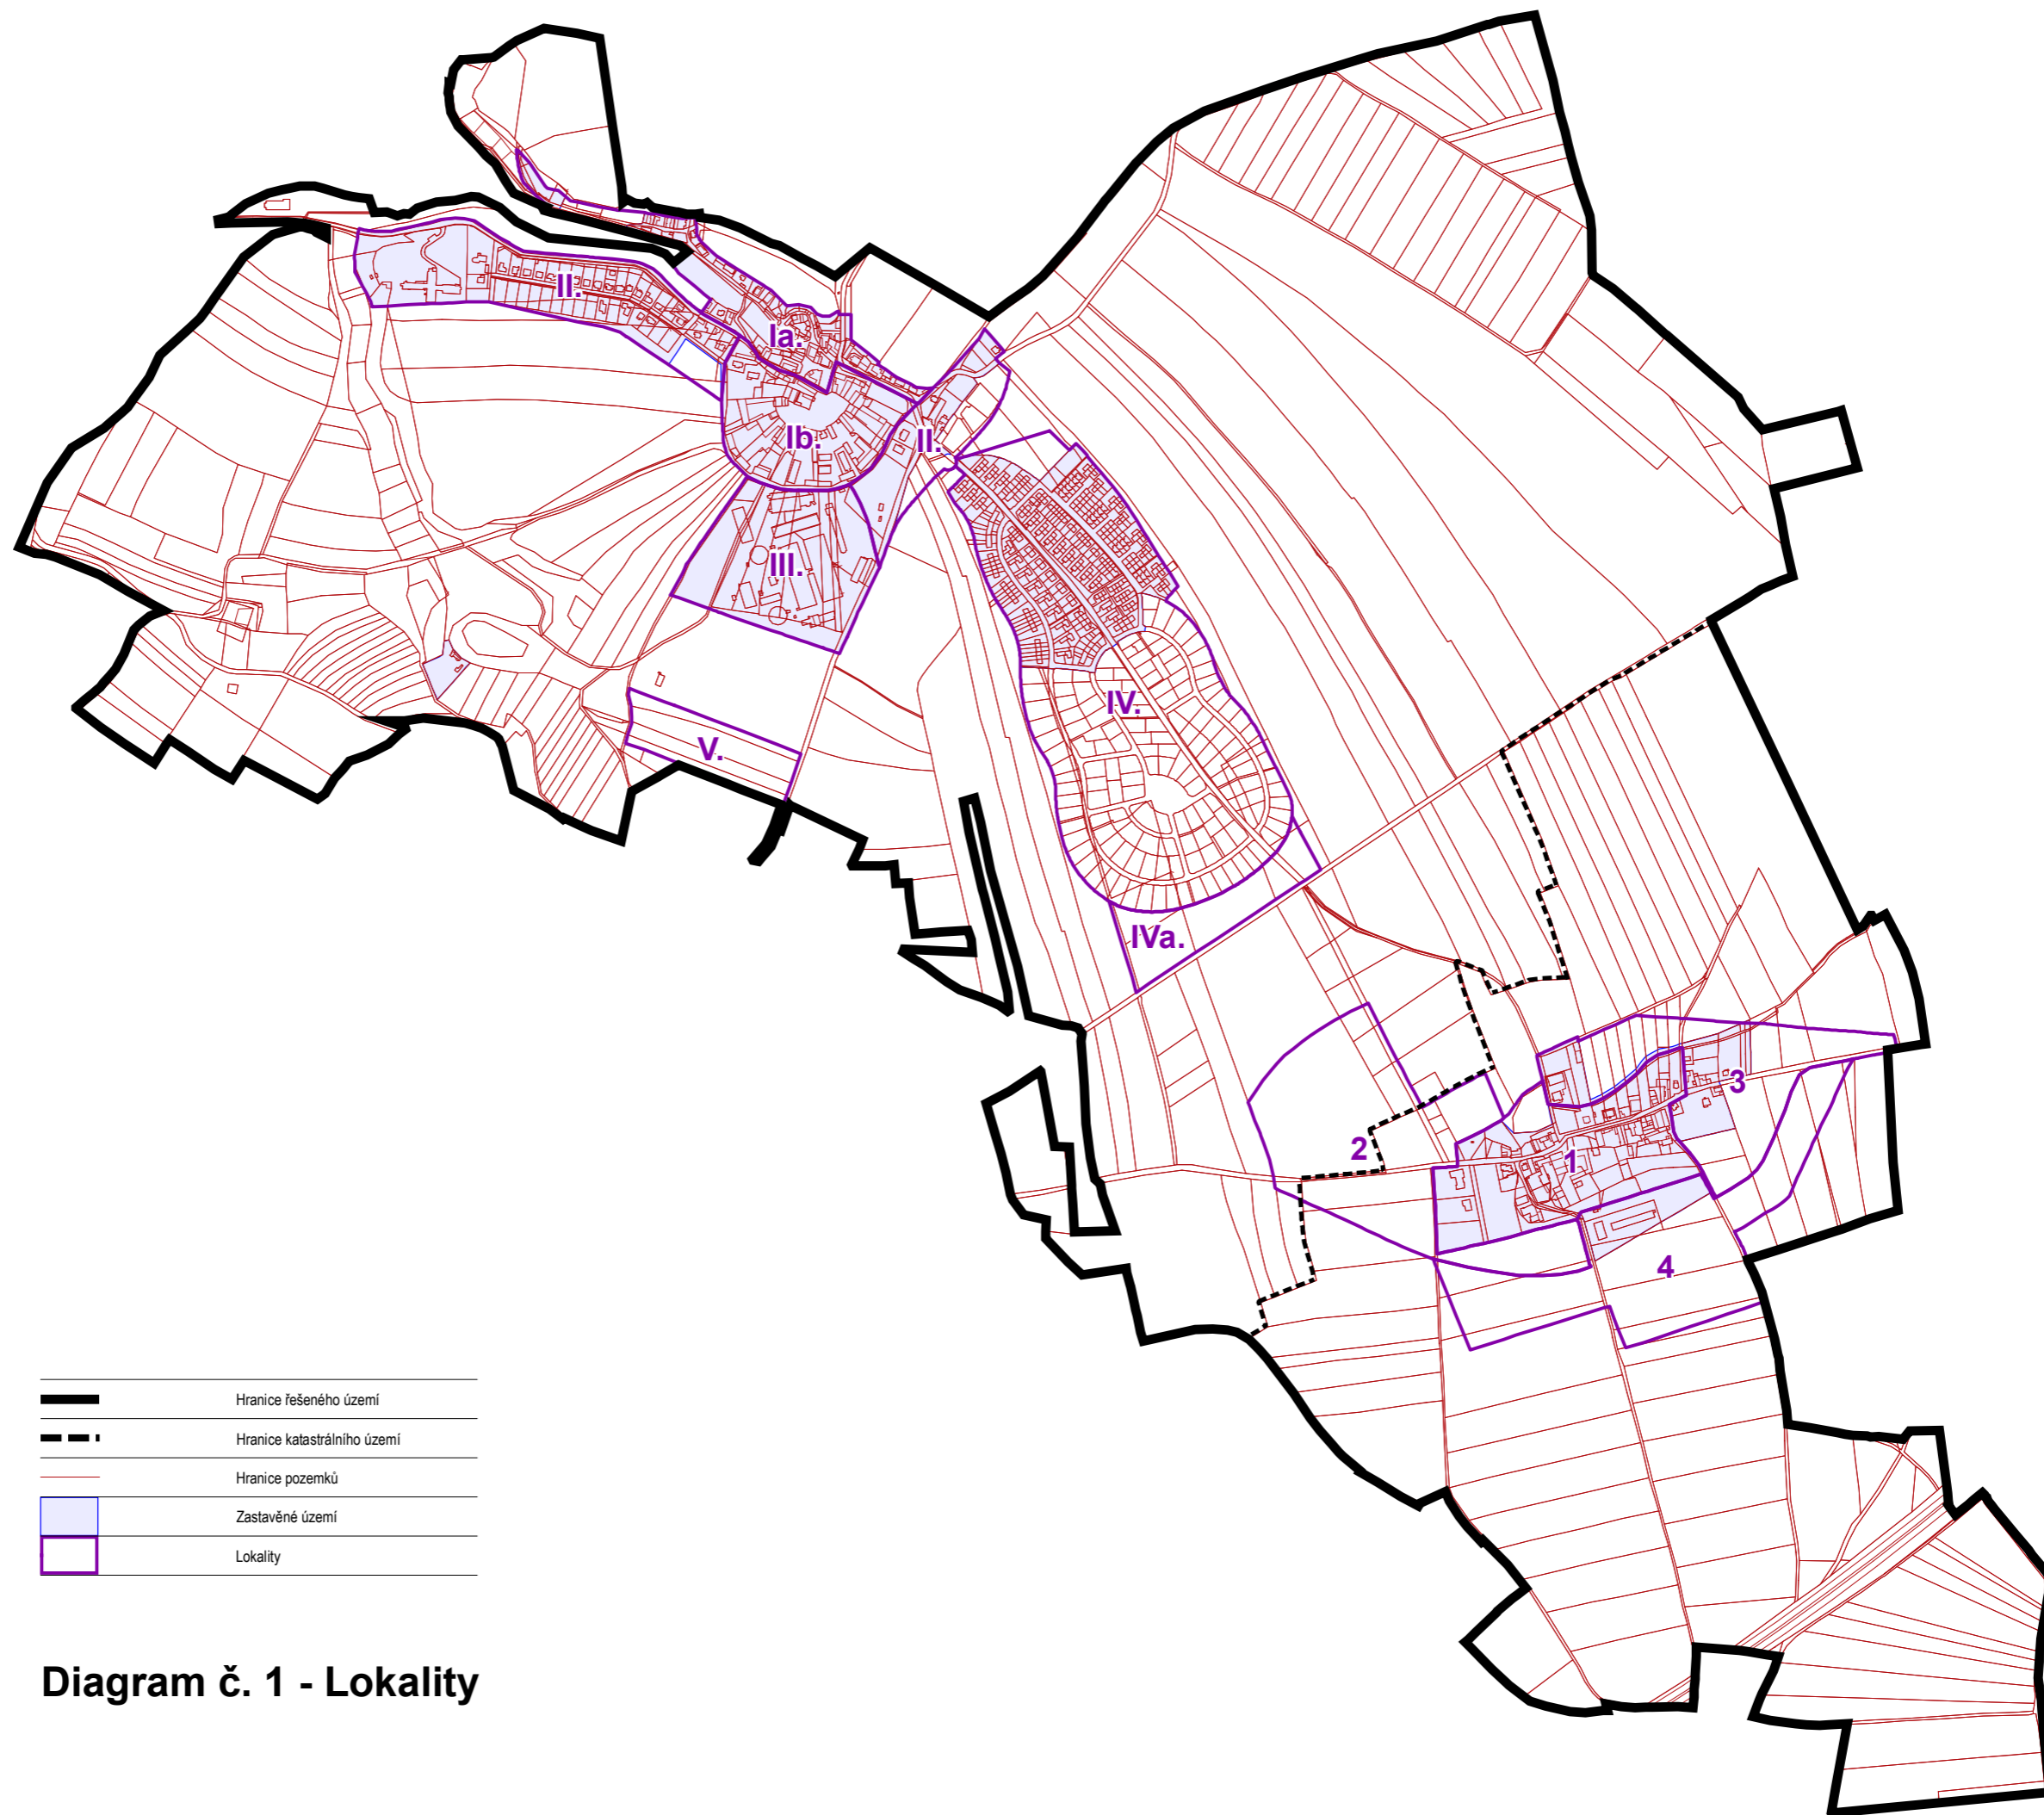 II.
Ia.
Ib.
II.
III.
IV.
V.
IVa.
3
2
1
4
Hranice řešeného území
Hranice katastrálního území
Hranice pozemků
Zastavěné území
Lokality
Diagram č. 1 - Lokality